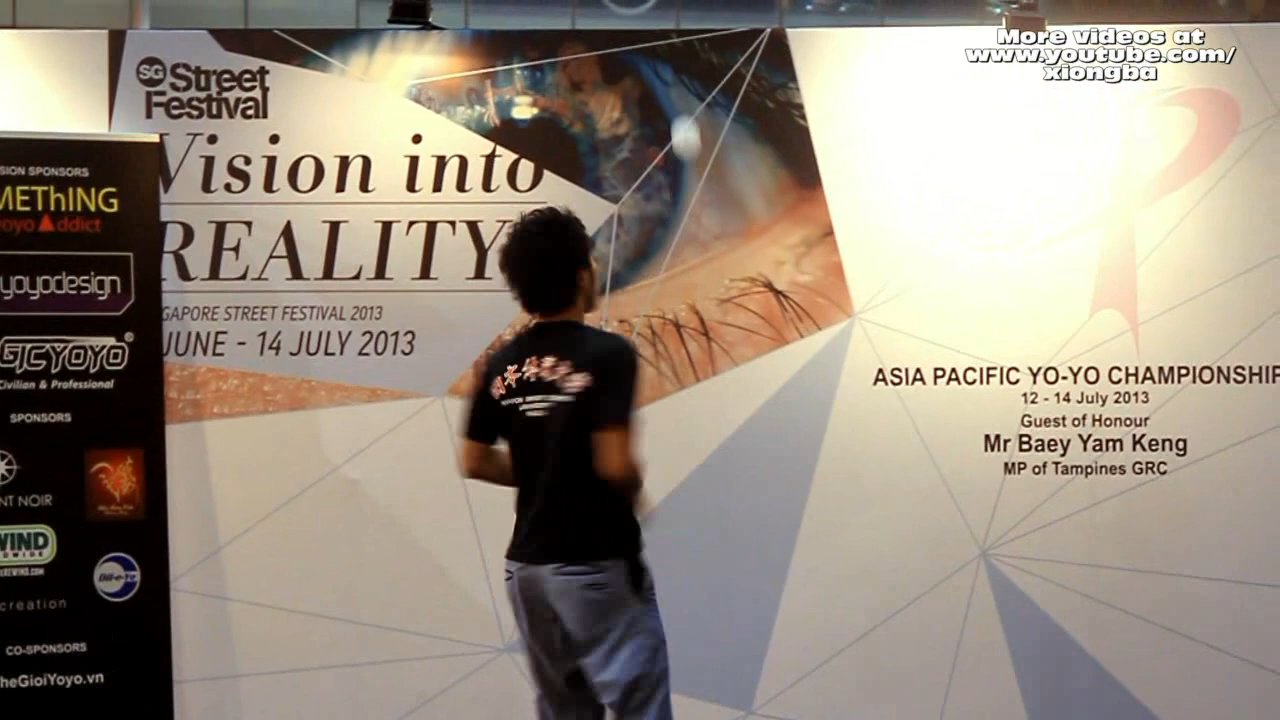 More videos at
www.youtube.com/
xiongba
SG Street
Festival
Vision into
REALITY
GAPORE STREET FESTIVAL 2013
JUNE - 14 JULY 2013
SION SPONSORS
METhING
oyo Addict
yoyodesign
GTCYOYO®
Civilian & Professional
SPONSORS
NT NOIR
WIND
creation
CO-SPONSORS
heGioiYoyo.vn
ASIA PACIFIC YO-YO CHAMPIONSHIP
12 - 14 July 2013
Guest of Honour
Mr Baey Yam Keng
MP of Tampines GRC